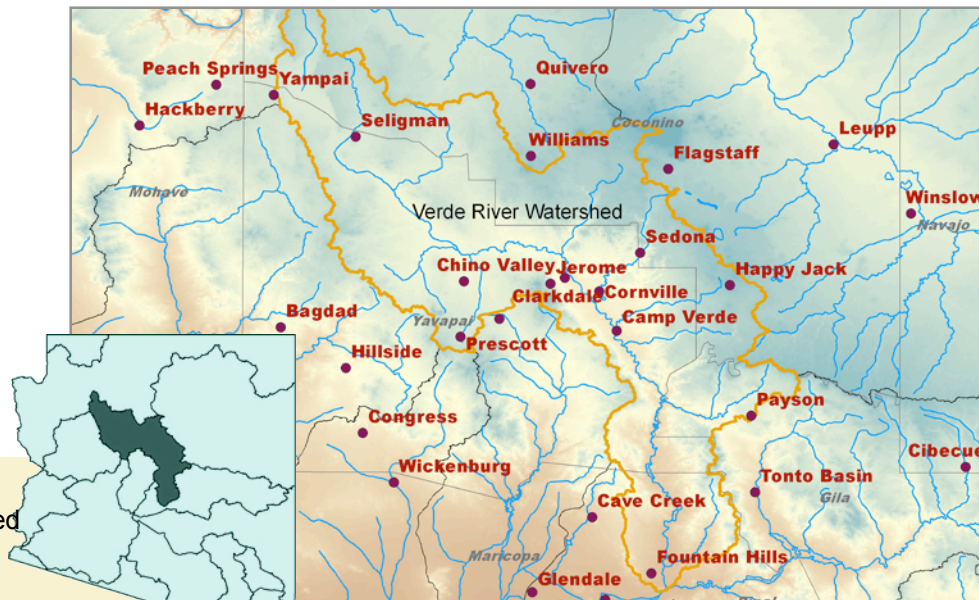 Quivero
Peach Springs
Yampai
Hackberry
Seligman
Coconino
Leupp
Williams
Flagstaff
Mohave
Winslow
Verde River Watershed
Navajo
Sedona
Chino Valley
Jerome
Happy Jack
Clarkdale
Cornville
Bagdad
Yavapai
Camp Verde
Prescott
Hillside
Payson
Congress
Cibecue
Wickenburg
Tonto Basin
Gila
Cave Creek
ed
Maricopa
Fountain Hills
Glendale